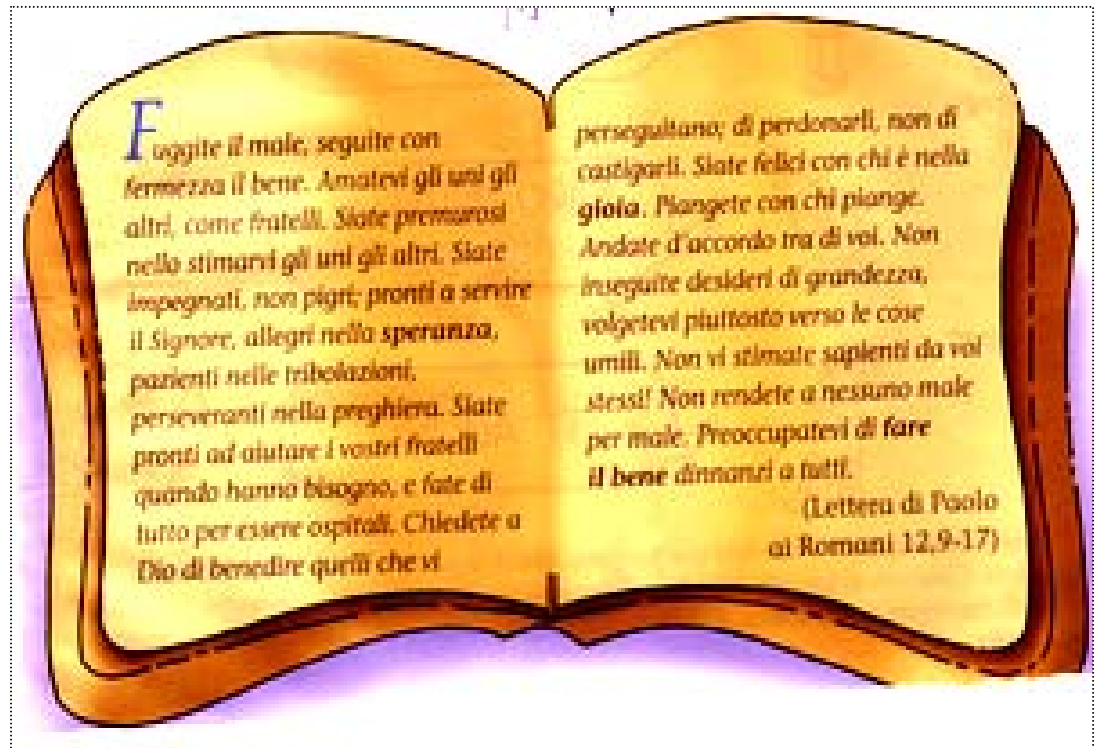 Fuggite il male, seguite con
fermezza il bene. Amatevi gli uni gli
altri, come fratelli. Siate premurosi
nello stimarvi gli uni gli altri. Siate
impegnati, non pigri; pronti a servire
il Signore, allegri nella speranza,
pazienti nelle tribolazioni,
perseveranti nella preghiera. Siate
pronti ad aiutare i vostri fratelli
quando hanno bisogno, e fate di
tutto per essere ospitali. Chiedete a
Dio di benedire quelli che vi
perseguitano; di perdonarli, non di
castigarli. Siate felici con chi è nella
gioia. Piangete con chi piange.
Andate d'accordo tra di voi. Non
inseguite desideri di grandezza,
volgetevi piuttosto verso le cose
umili. Non vi stimate sapienti da voi
stessi! Non rendete a nessuno male
per male. Preoccupatevi di fare
il bene dinnanzi a tutti.
(Lettera di Paolo
ai Romani 12,9-17)